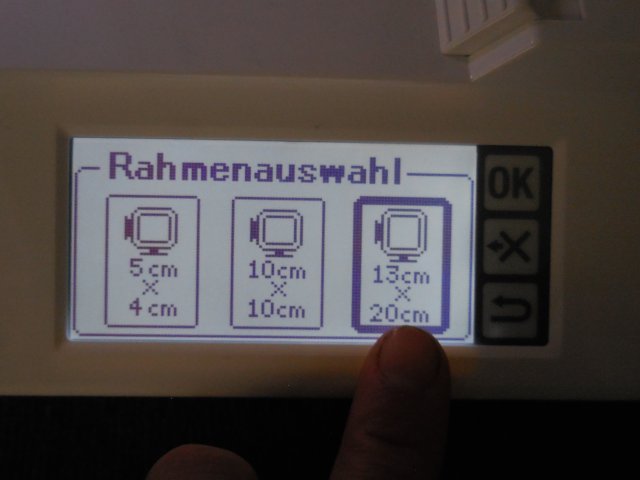 Rahmenauswahl
5cm
x
4cm
10cm
x
10cm
13cm
x
20cm
OK